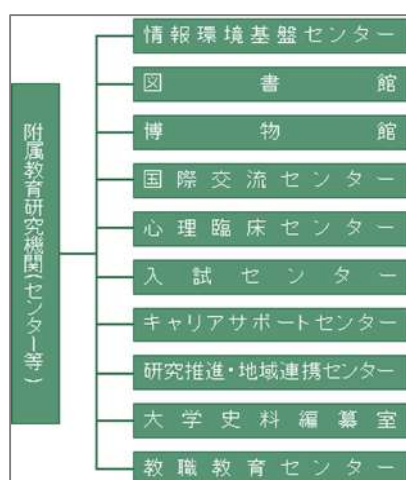 附属教育研究機関(センター等)
情報環境基盤センター
図書館
博物館
国際交流センター
心理臨床センター
入試センター
キャリアサポートセンター
研究推進・地域連携センター
大学史料編纂室
教職教育センター